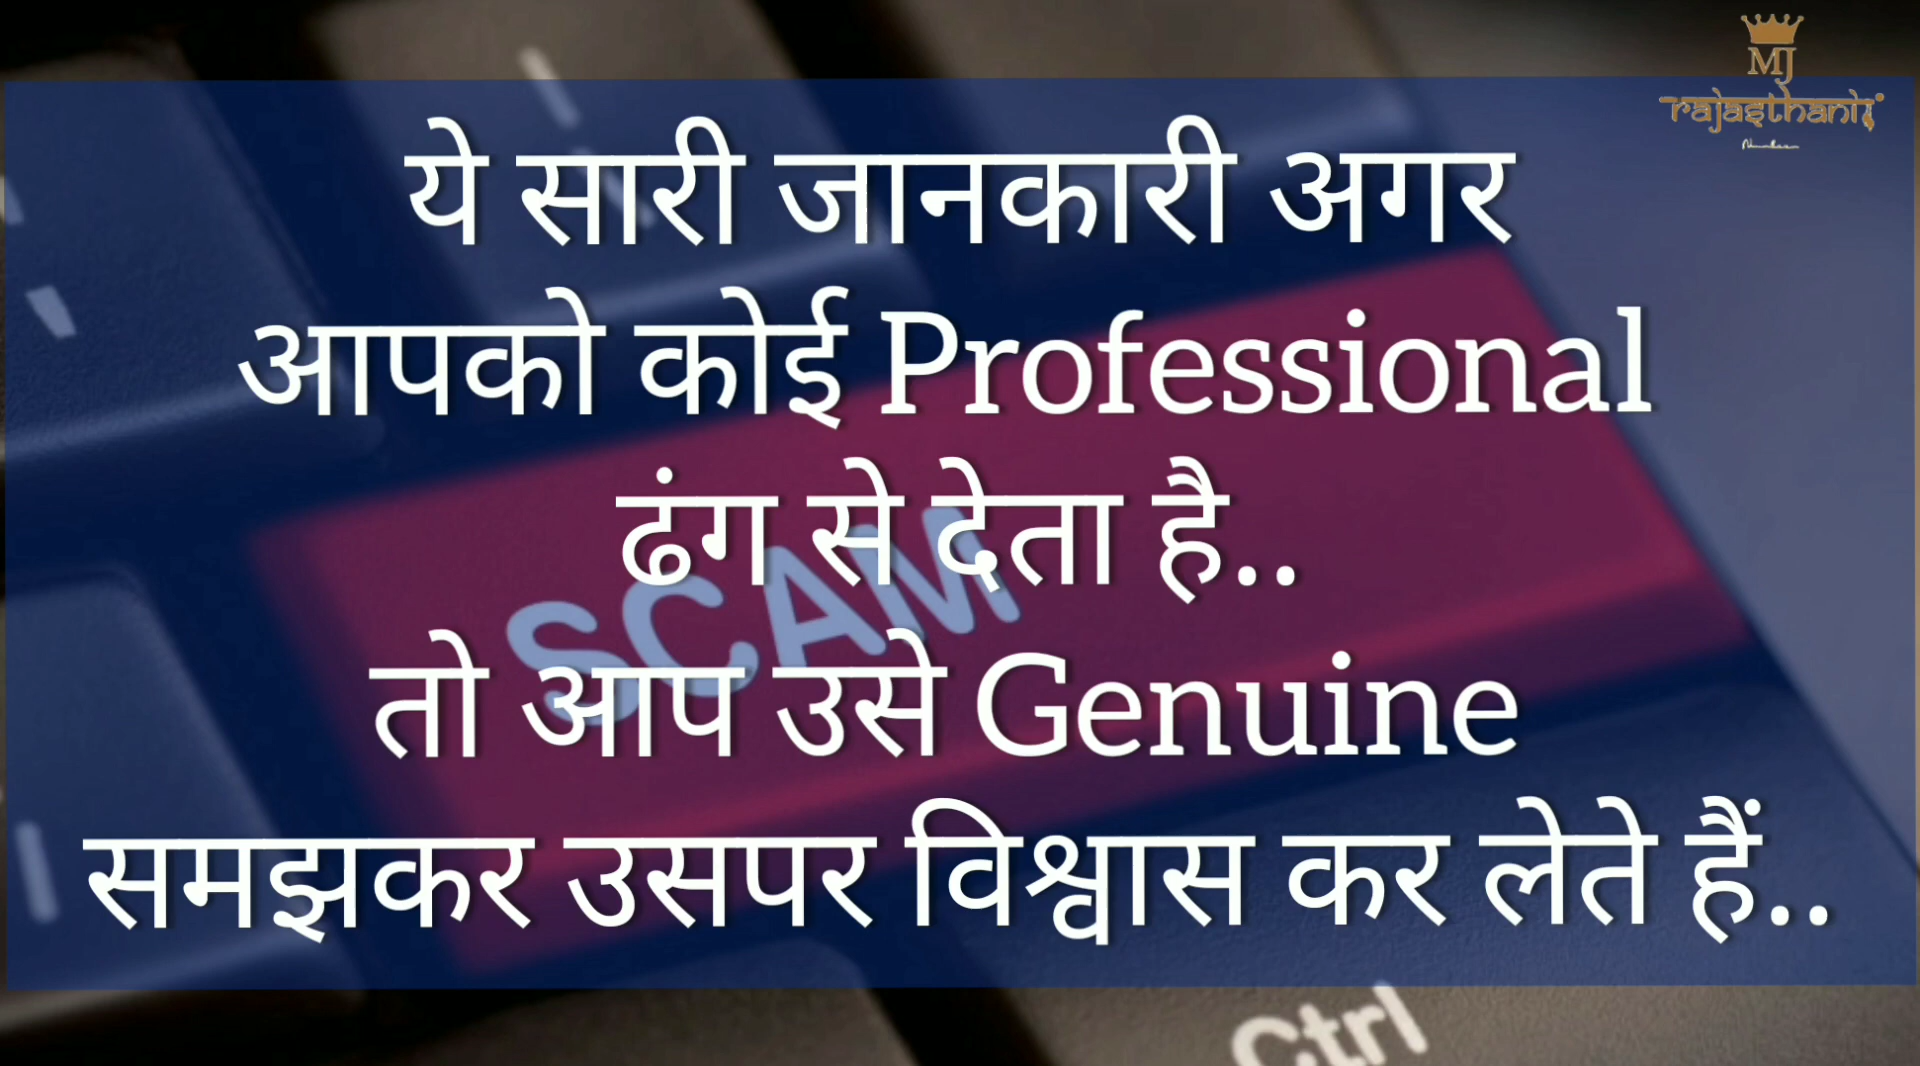 MJ
rajasthani
ये सारी जानकारी अगर
आपको कोई Professional
ढंग से देता है..
तो आप उसे Genuine
समझकर उसपर विश्वास कर लेते हैं..
SCAM
Ctrl